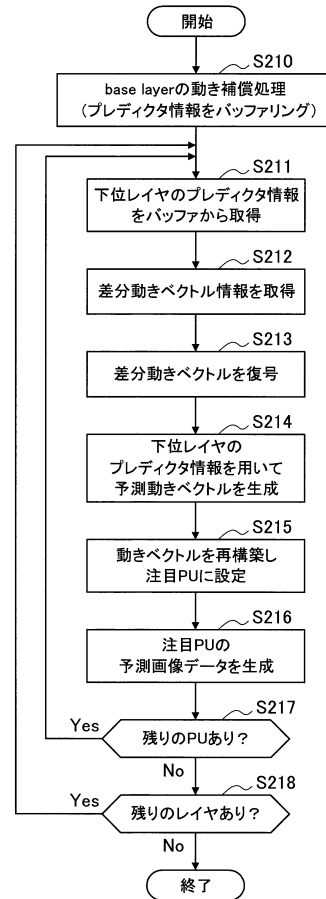 開始
S210
base layerの動き補償処理
(プレディクタ情報をバッファリング)
S211
下位レイヤのプレディクタ情報
をバッファから取得
S212
差分動きベクトル情報を取得
S213
差分動きベクトルを復号
S214
下位レイヤの
プレディクタ情報を用いて
予測動きベクトルを生成
S215
動きベクトルを再構築し
注目PUに設定
S216
注目PUの
予測画像データを生成
S217
Yes
残りのPUあり?
No
S218
Yes
残りのレイヤあり?
No
終了